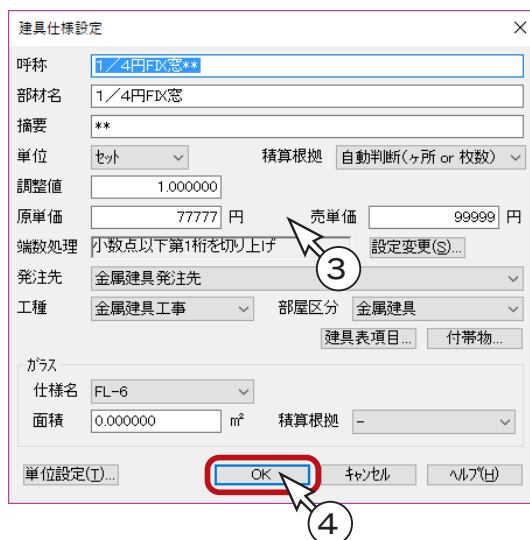 建具仕様設定 ×
呼称 1/4円FIX窓**
部材名 1/4円FIX窓
摘要 **
単位 セット 積算根拠 自動判断(ヶ所 or 枚数)
調整値 1.000000
原単価 77777 円 売単価 99999 円
端数処理 小数点以下第1桁を切り上げ 設定変更(S)...
③
発注先 金属建具発注先
工種 金属建具工事 部屋区分 金属建具
建具表項目... 付帯物...
ガラス
仕様名 FL-6
面積 0.000000 m² 積算根拠 -
単位設定(T)... OK キャンセル ヘルプ(H)
④